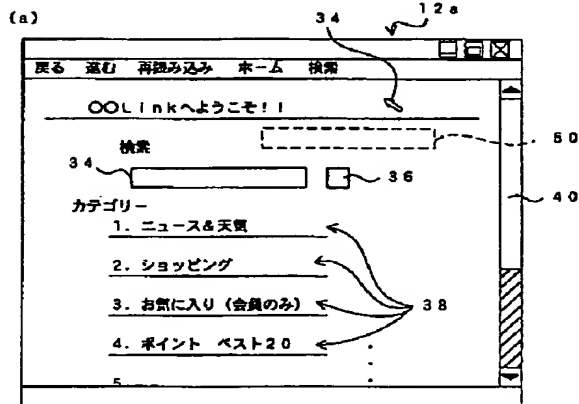 (a)
34
12a
戻る 進む 再読み込み ホーム 検索
〇〇Linkへようこそ!!
50
検索
34
36
40
カテゴリー
1. ニュース&天気
2. ショッピング
3. お気に入り (会員のみ)
38
4. ポイント ベスト20
5.